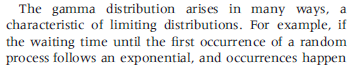 The gamma distribution arises in many ways, a
characteristic of limiting distributions. For example, if
the waiting time until the first occurrence of a random
process follows an exponential, and occurrences happen